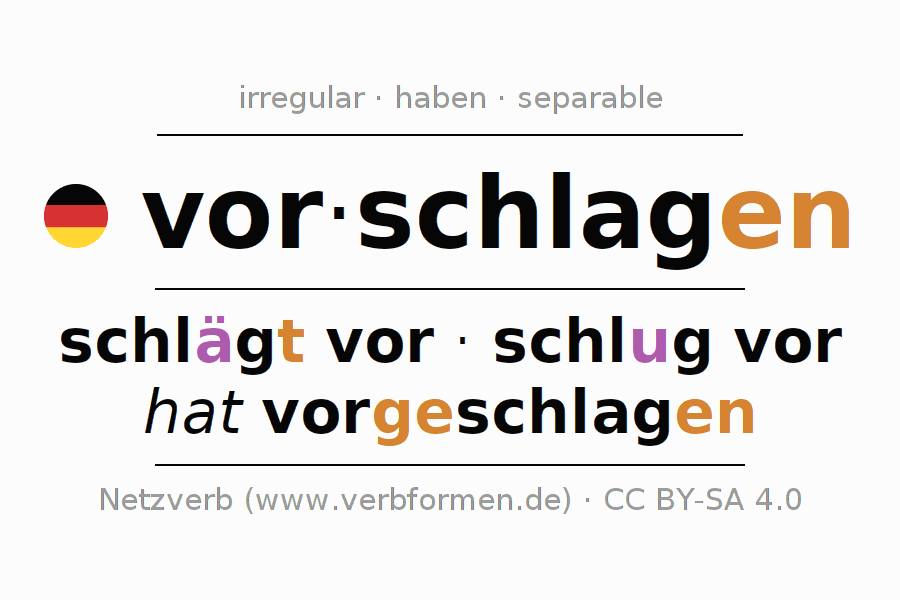 irregular · haben · separable
vor·schlagen
schlägt vor · schlug vor
hat vorgeschlagen
Netzverb (www.verbformen.de) · CC BY-SA 4.0